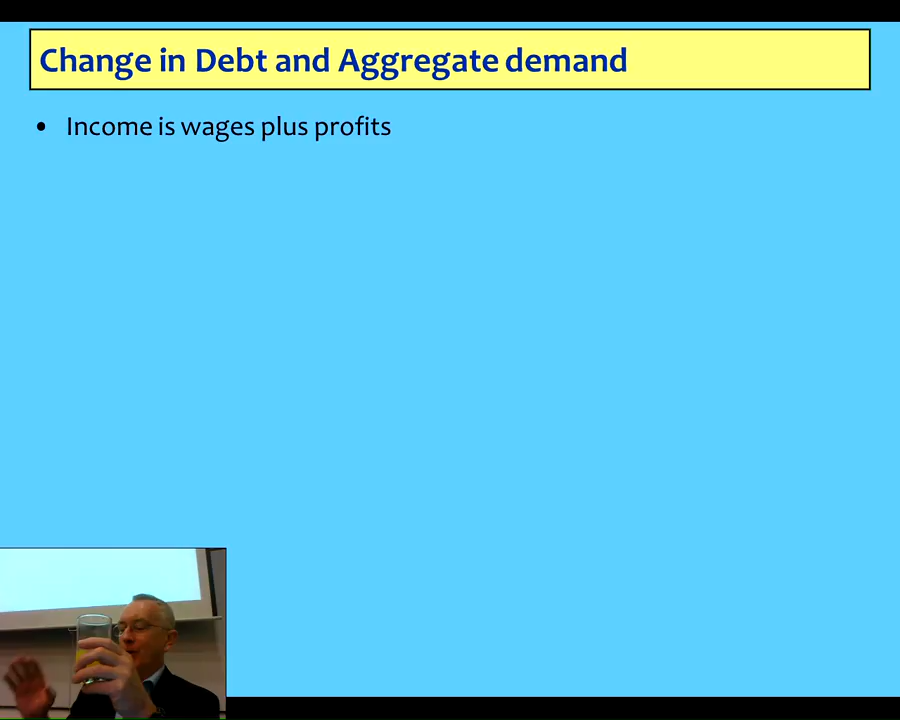 Change in Debt and Aggregate demand
• Income is wages plus profits